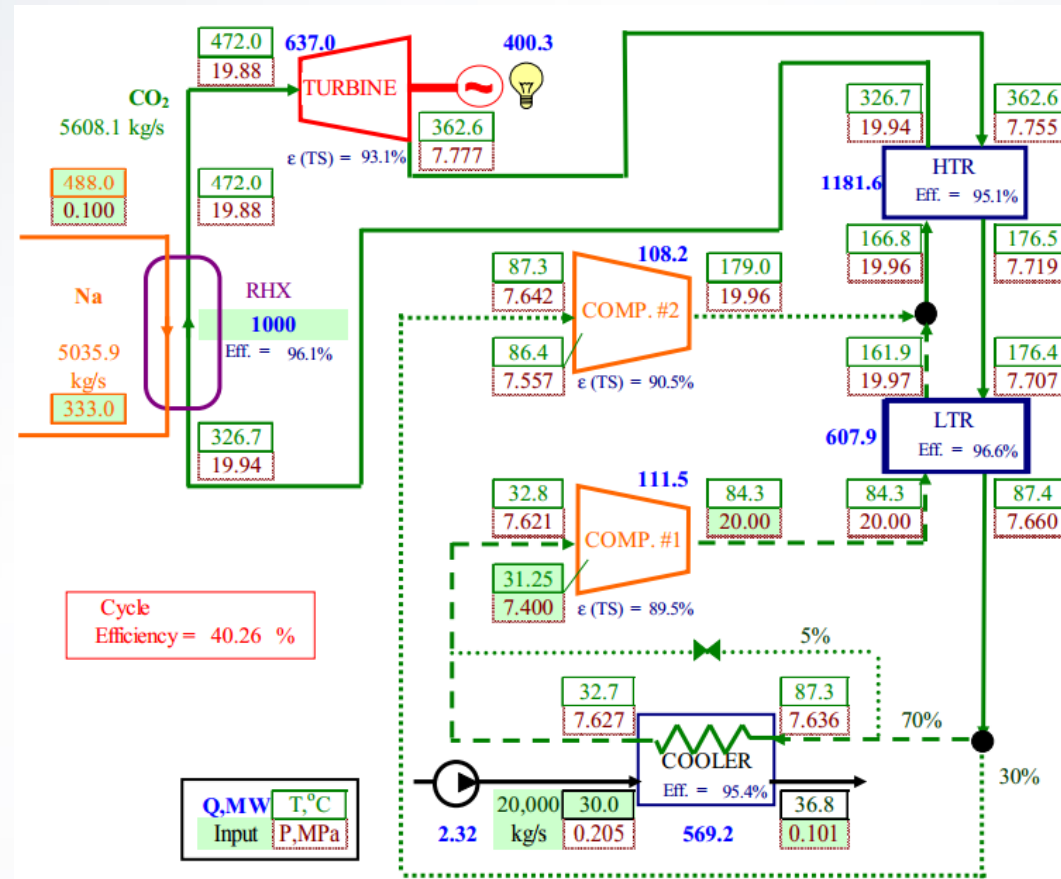 472.0
19.88
637.0
TURBINE
~
400.3
CO₂
5608.1 kg/s
362.6
7.777
ε (TS) = 93.1%
326.7
19.94
362.6
7.755
HTR
Eff. = 95.1%
1181.6
488.0
0.100
472.0
19.88
166.8
19.96
176.5
7.719
87.3
7.642
108.2
179.0
19.96
COMP. #2
86.4
7.557
ε (TS) = 90.5%
Na
RHX
1000
Eff. = 96.1%
5035.9
kg/s
333.0
161.9
19.97
176.4
7.707
LTR
Eff. = 96.6%
607.9
326.7
19.94
32.8
7.621
111.5
84.3
20.00
84.3
20.00
87.4
7.660
COMP. #1
31.25
7.400
ε (TS) = 89.5%
Cycle
Efficiency = 40.26 %
5%
32.7
7.627
87.3
7.636
70%
30%
COOLER
Eff. = 95.4%
Q,MW T,°C
Input P,MPa
2.32
20,000
kg/s
30.0
0.205
569.2
36.8
0.101